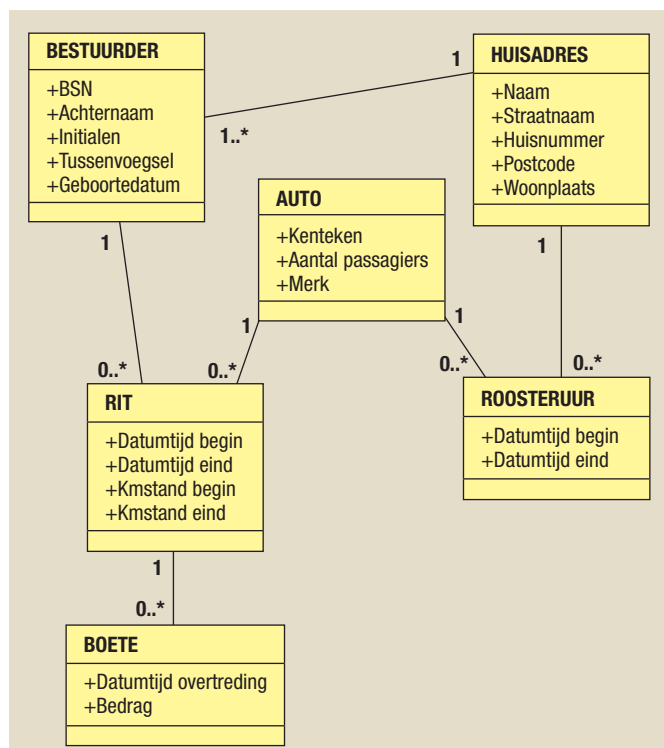 BESTUURDER
+BSN
+Achternaam
+Initialen
+Tussenvoegsel
+Geboortedatum
1
1..*
HUISADRES
+Naam
+Straatnaam
+Huisnummer
+Postcode
+Woonplaats
AUTO
+Kenteken
+Aantal passagiers
+Merk
1
1
1
1
0..*
0..*
0..*
0..*
RIT
+Datumtijd begin
+Datumtijd eind
+Kmstand begin
+Kmstand eind
ROOSTERUUR
+Datumtijd begin
+Datumtijd eind
1
0..*
BOETE
+Datumtijd overtreding
+Bedrag